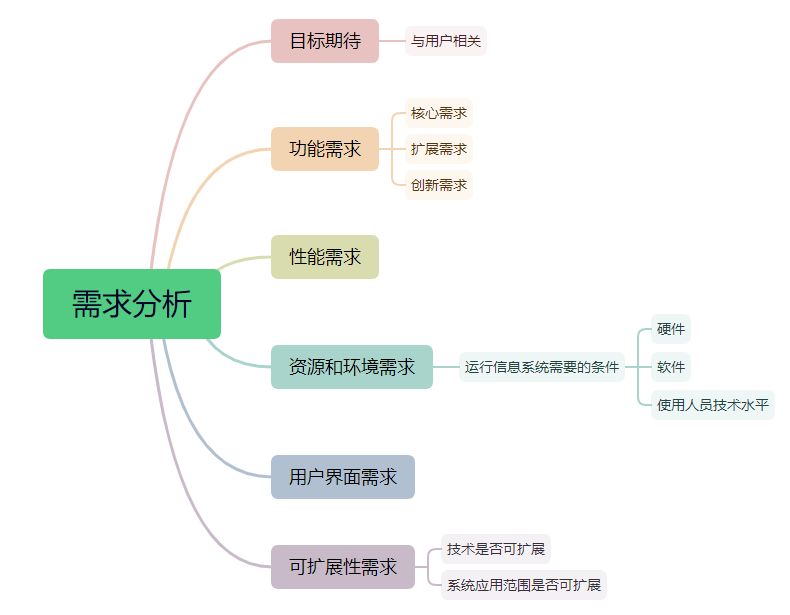 需求分析
目标期待
与用户相关
功能需求
核心需求
扩展需求
创新需求
性能需求
资源和环境需求
运行信息系统需要的条件
硬件
软件
使用人员技术水平
用户界面需求
可扩展性需求
技术是否可扩展
系统应用范围是否可扩展